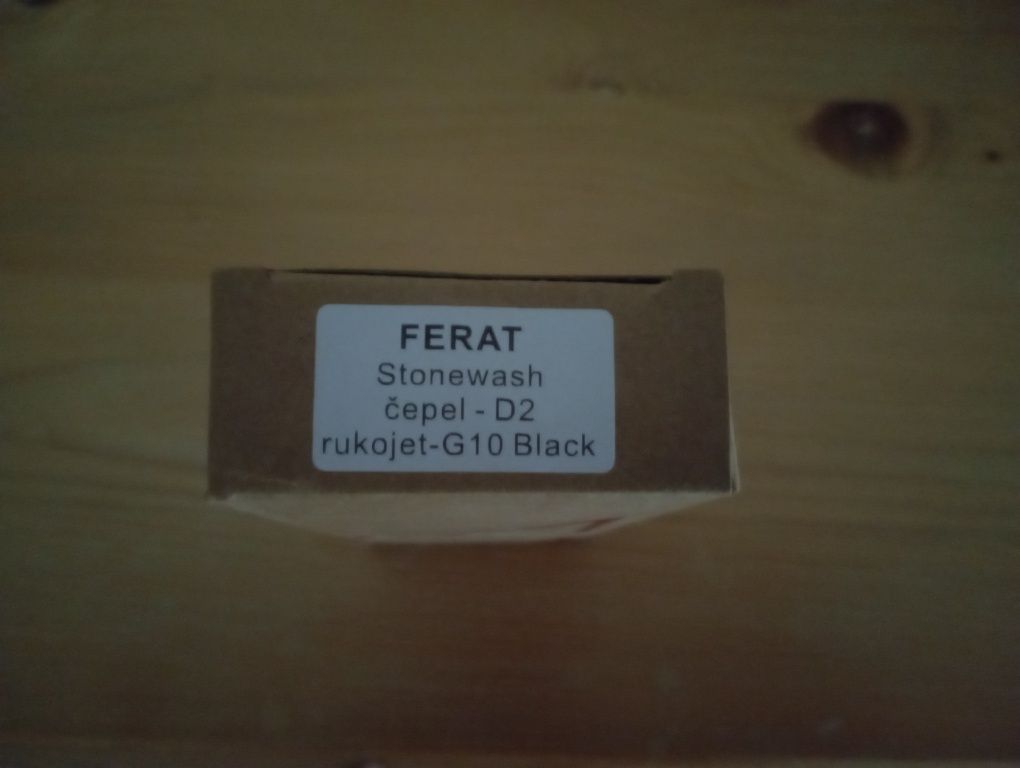 FERAT
Stonewash
čepel - D2
rukojet-G10 Black